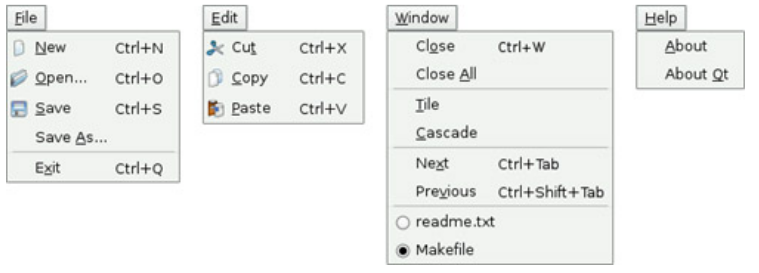 File
New Ctrl+N
Open... Ctrl+O
Save Ctrl+S
Save As...
Exit Ctrl+Q
Edit
Cut Ctrl+X
Copy Ctrl+C
Paste Ctrl+V
Window
Close Ctrl+W
Close All
Tile
Cascade
Next Ctrl+Tab
Previous Ctrl+Shift+Tab
readme.txt
Makefile
Help
About
About Qt